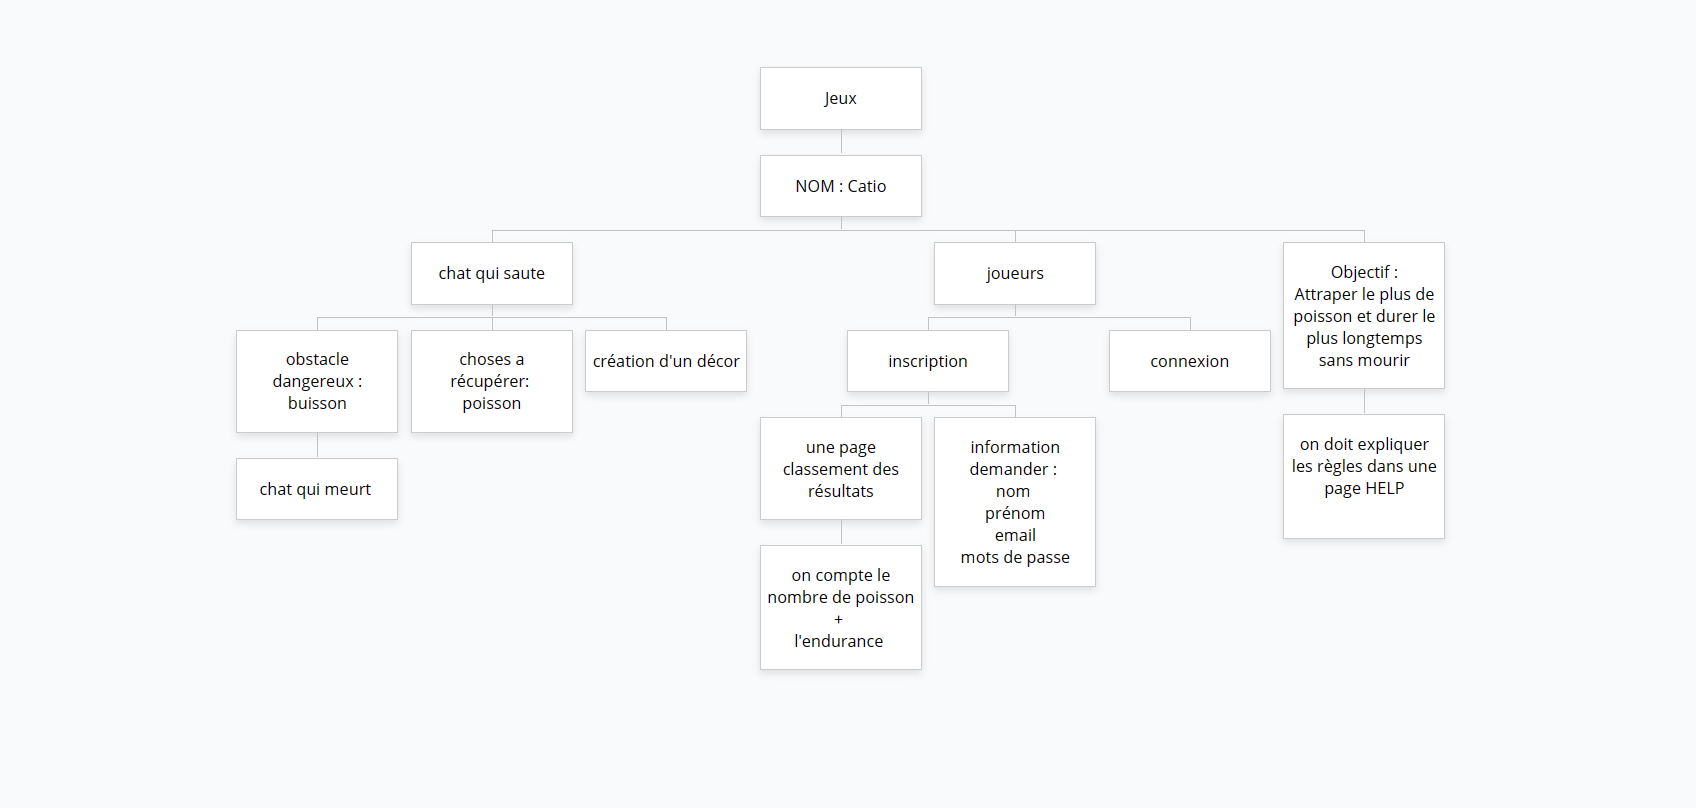 Jeux
NOM : Catio
chat qui saute
joueurs
Objectif :
Attraper le plus de
poisson et durer le
plus longtemps
sans mourir
obstacle
dangereux :
buisson
choses a
récupérer:
poisson
création d'un décor
inscription
connexion
chat qui meurt
une page
classement des
résultats
information
demander :
nom
prénom
email
mots de passe
on doit expliquer
les règles dans une
page HELP
on compte le
nombre de poisson
+
l'endurance